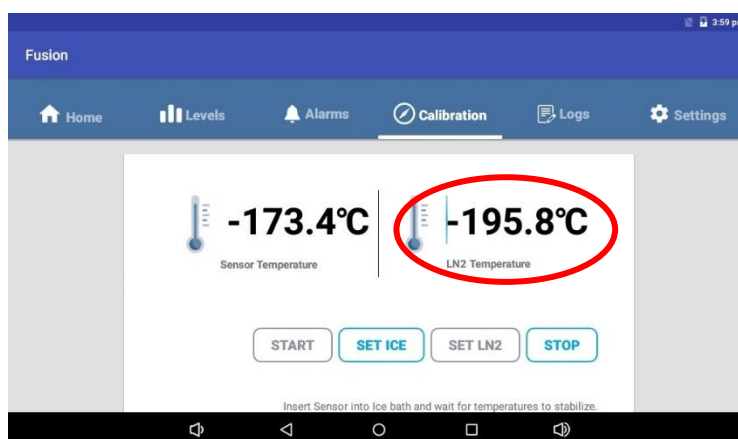 3:59 p
Fusion
Home Levels Alarms Calibration Logs Settings
-173.4°C -195.8°C
Sensor Temperature LN2 Temperature
START SET ICE SET LN2 STOP
Insert Sensor into Ice bath and wait for temperatures to stabilize.